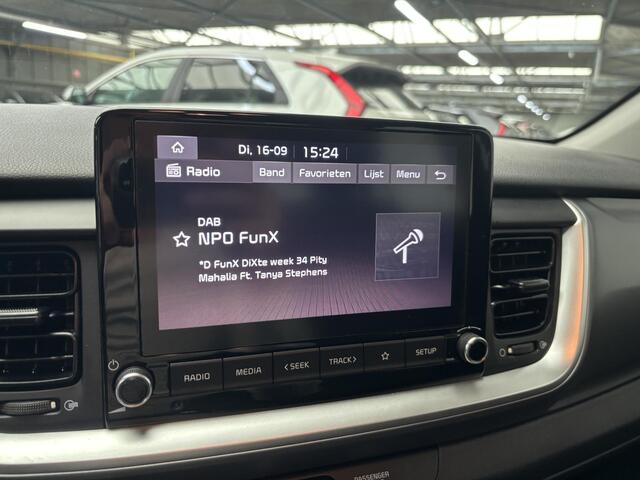 Di, 16-09 15:24
Radio Band Favorieten Lijst Menu
DAB
NPO FunX
*D FunX DiXte week 34 Pity
Mahalia Ft. Tanya Stephens
RADIO MEDIA < SEEK TRACK > SETUP
PASSENGER